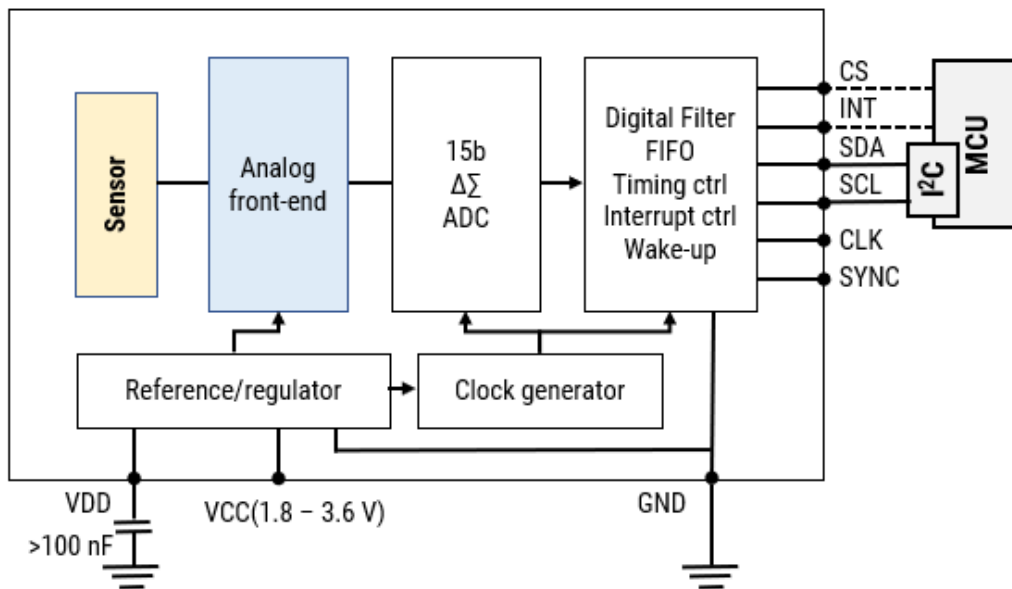 Sensor
Analog
front-end
15b
ΔΣ
ADC
Digital Filter
FIFO
Timing ctrl
Interrupt ctrl
Wake-up
CS
INT
SDA
SCL
CLK
SYNC
I²C
MCU
Reference/regulator
Clock generator
VDD
>100 nF
VCC(1.8 – 3.6 V)
GND